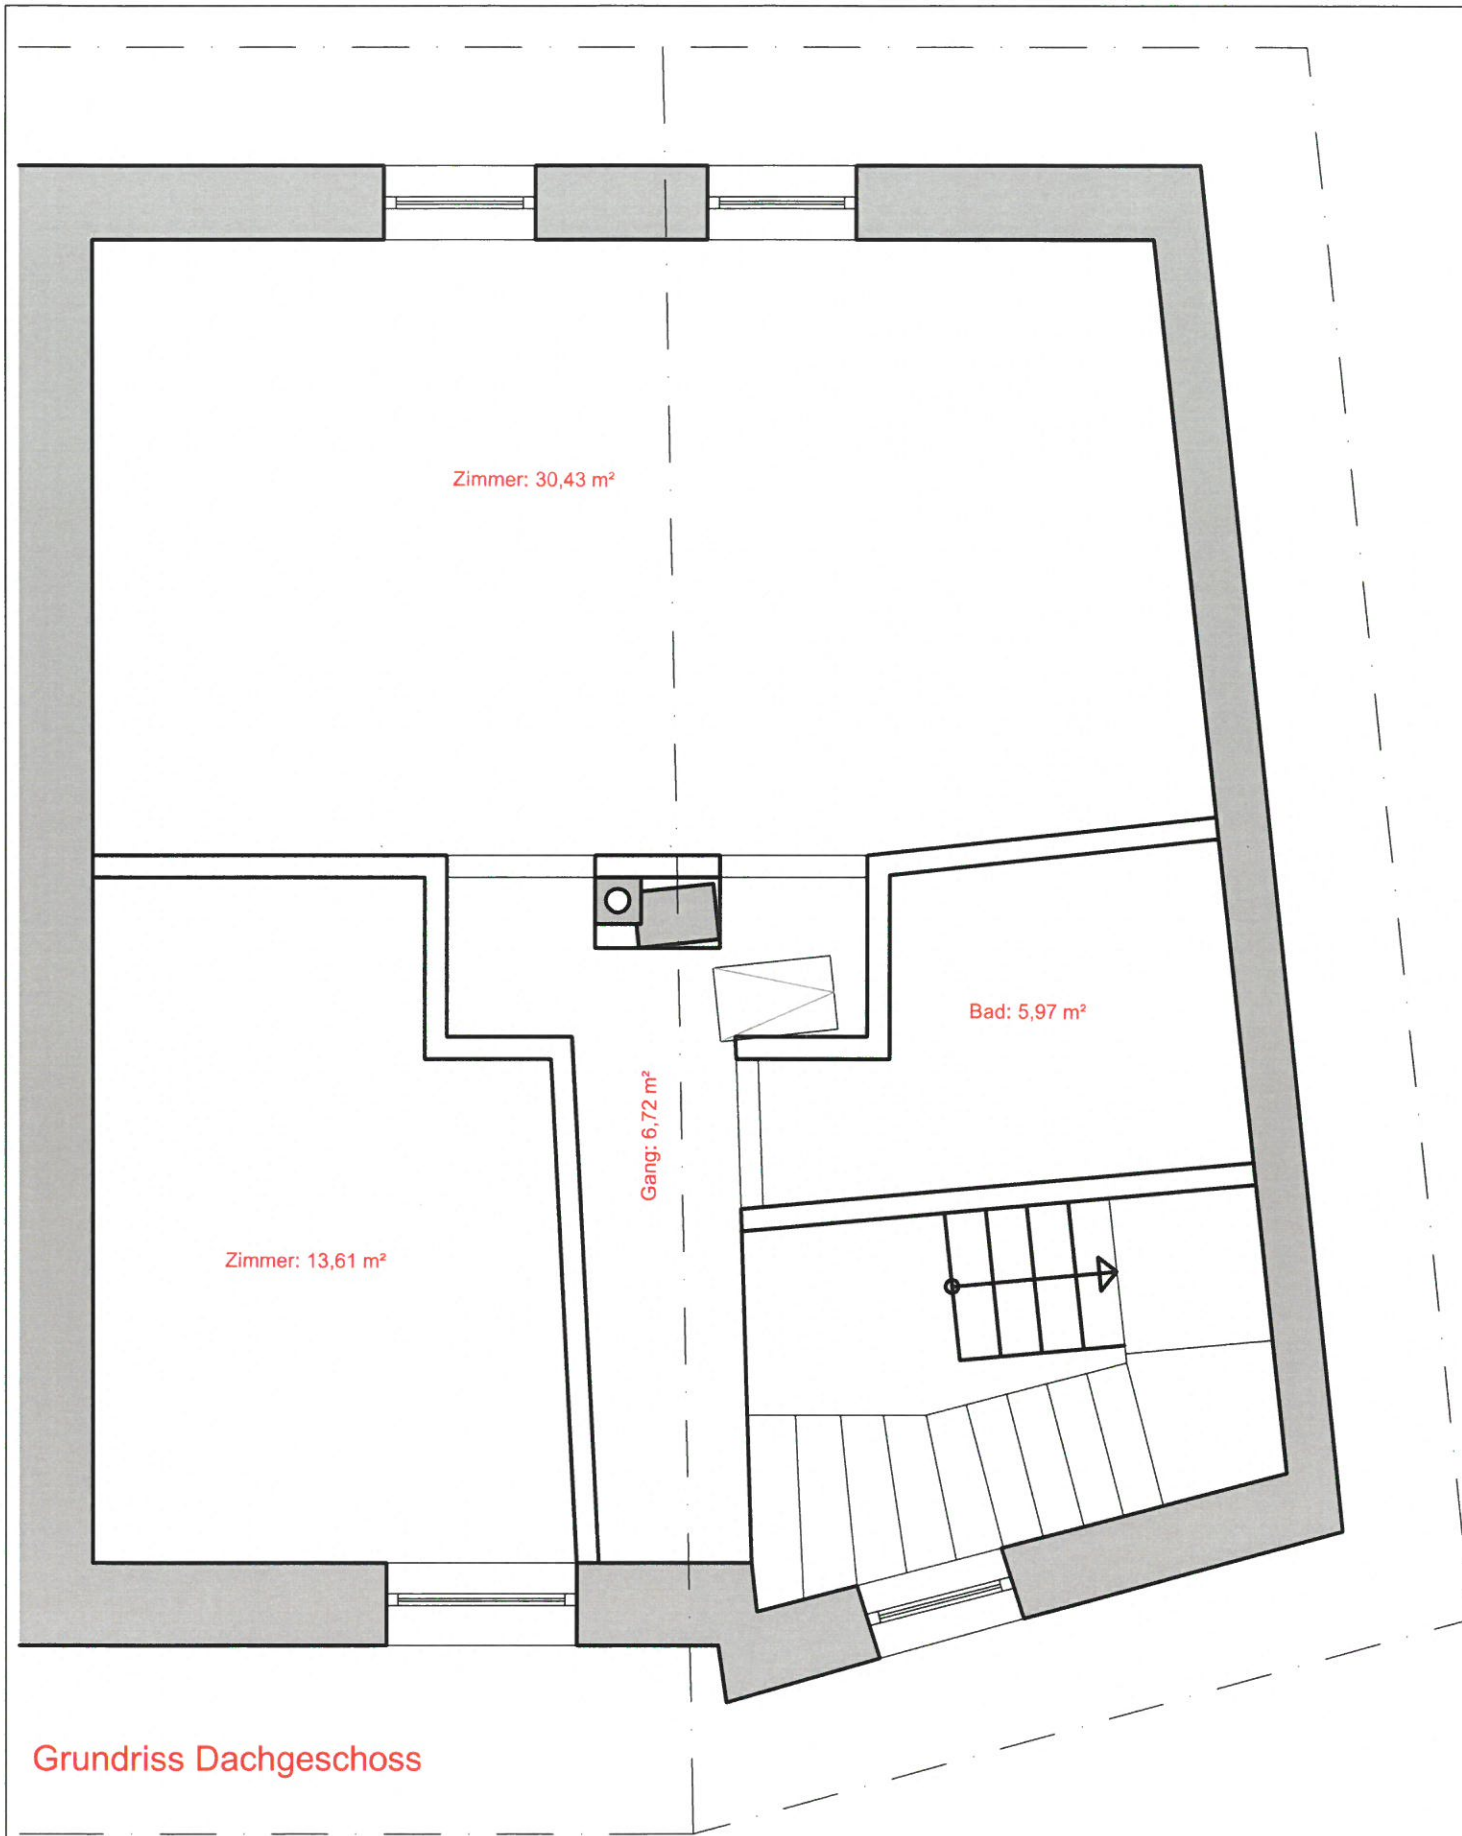 Zimmer: 30,43 m²
Bad: 5,97 m²
Gang: 6,72 m²
Zimmer: 13,61 m²
Grundriss Dachgeschoss